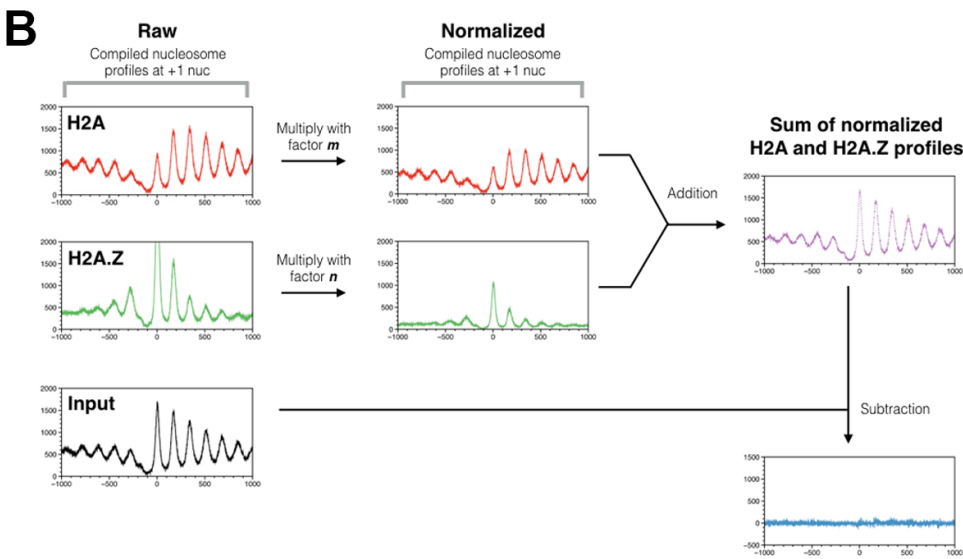 B
Raw
Compiled nucleosome
profiles at +1 nuc
Normalized
Compiled nucleosome
profiles at +1 nuc
H2A
2000
1500
1000
500
0
−1000 −500 0 500 1000
Multiply with
factor m
2000
1500
1000
500
0
−1000 −500 0 500 1000
H2A.Z
2000
1500
1000
500
0
−1000 −500 0 500 1000
Multiply with
factor n
2000
1500
1000
500
0
−1000 −500 0 500 1000
Addition
Sum of normalized
H2A and H2A.Z profiles
2000
1500
1000
500
0
−1000 −500 0 500 1000
Input
2000
1500
1000
500
0
−1000 −500 0 500 1000
Subtraction
1500
1000
500
0
−500
−1000 −500 0 500 1000